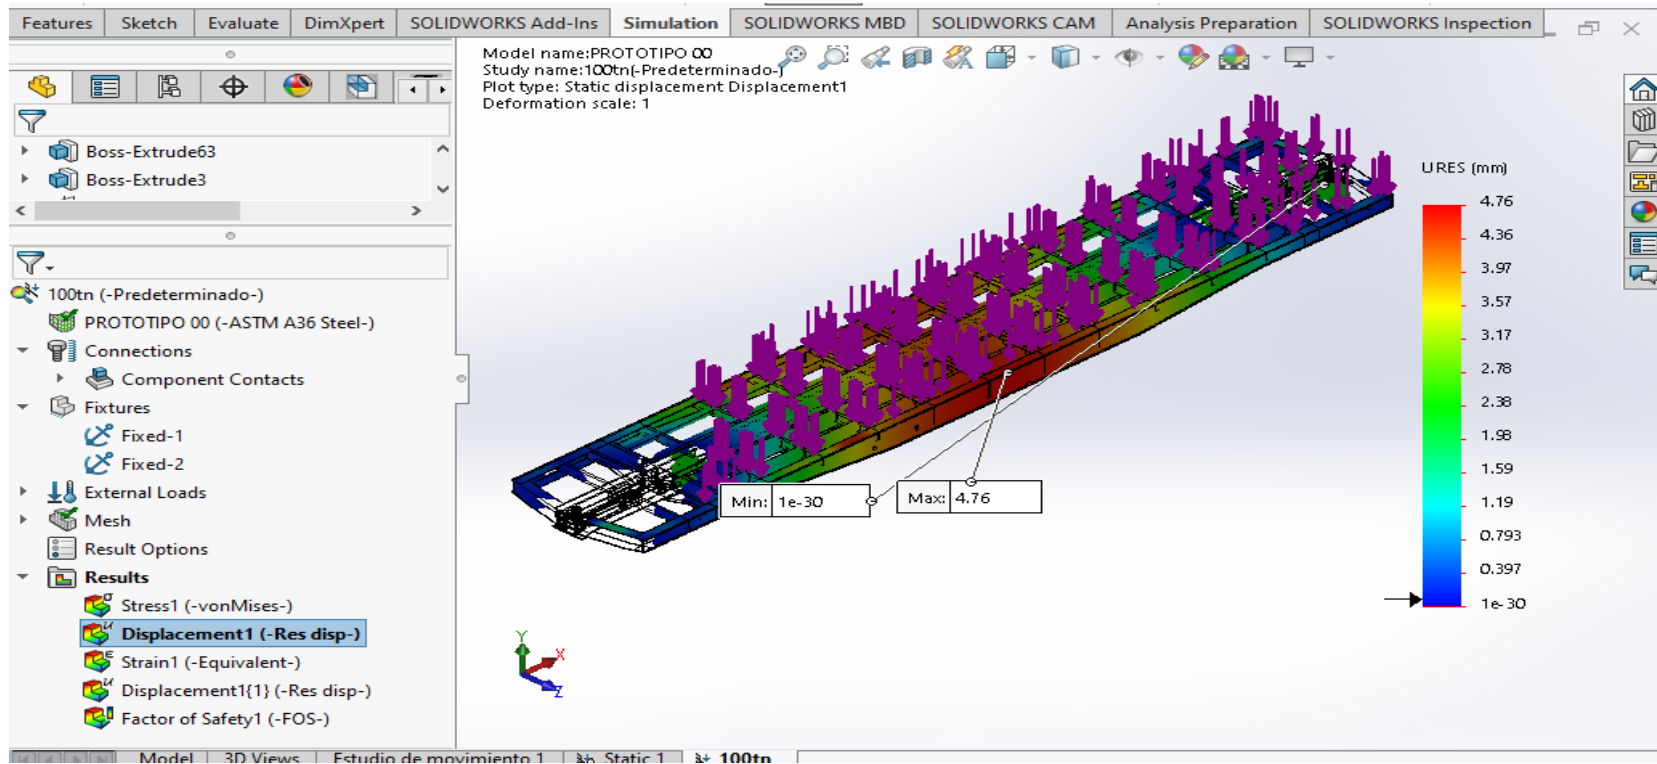 Features Sketch Evaluate DimXpert SOLIDWORKS Add-Ins Simulation SOLIDWORKS MBD SOLIDWORKS CAM Analysis Preparation SOLIDWORKS Inspection
Model name:PROTOTIPO 00
Study name:100tn(-Predeterminado-)
Plot type: Static displacement Displacement1
Deformation scale: 1
Boss-Extrude63
Boss-Extrude3
100tn (-Predeterminado-)
PROTOTIPO 00 (-ASTM A36 Steel-)
Connections
Component Contacts
Fixtures
Fixed-1
Fixed-2
External Loads
Mesh
Result Options
Results
Stress1 (-vonMises-)
Displacement1 (-Res disp-)
Strain1 (-Equivalent-)
Displacement1{1} (-Res disp-)
Factor of Safety1 (-FOS-)
Min: 1e-30
Max: 4.76
URES (mm)
4.76
4.36
3.97
3.57
3.17
2.78
2.38
1.98
1.59
1.19
0.793
0.397
1e-30
Y
X
Z
Model 3D Views Estudio de movimiento 1 Static 1 100tn